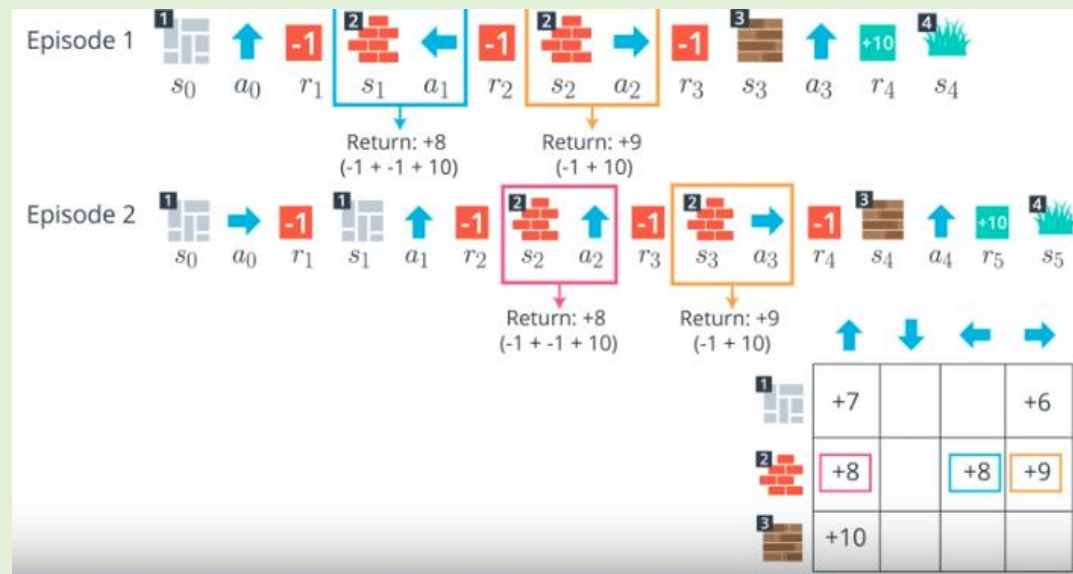 Episode 1 1 -1 2 -1 2 -1 3 +10 4
s0 a0 r1 s1 a1 r2 s2 a2 r3 s3 a3 r4 s4
Return: +8 Return: +9
(-1 + -1 + 10) (-1 + 10)
Episode 2 1 -1 1 -1 2 -1 2 -1 3 +10 4
s0 a0 r1 s1 a1 r2 s2 a2 r3 s3 a3 r4 s4 a4 r5 s5
Return: +8 Return: +9
(-1 + -1 + 10) (-1 + 10)
1 +7 +6
2 +8 +8 +9
3 +10